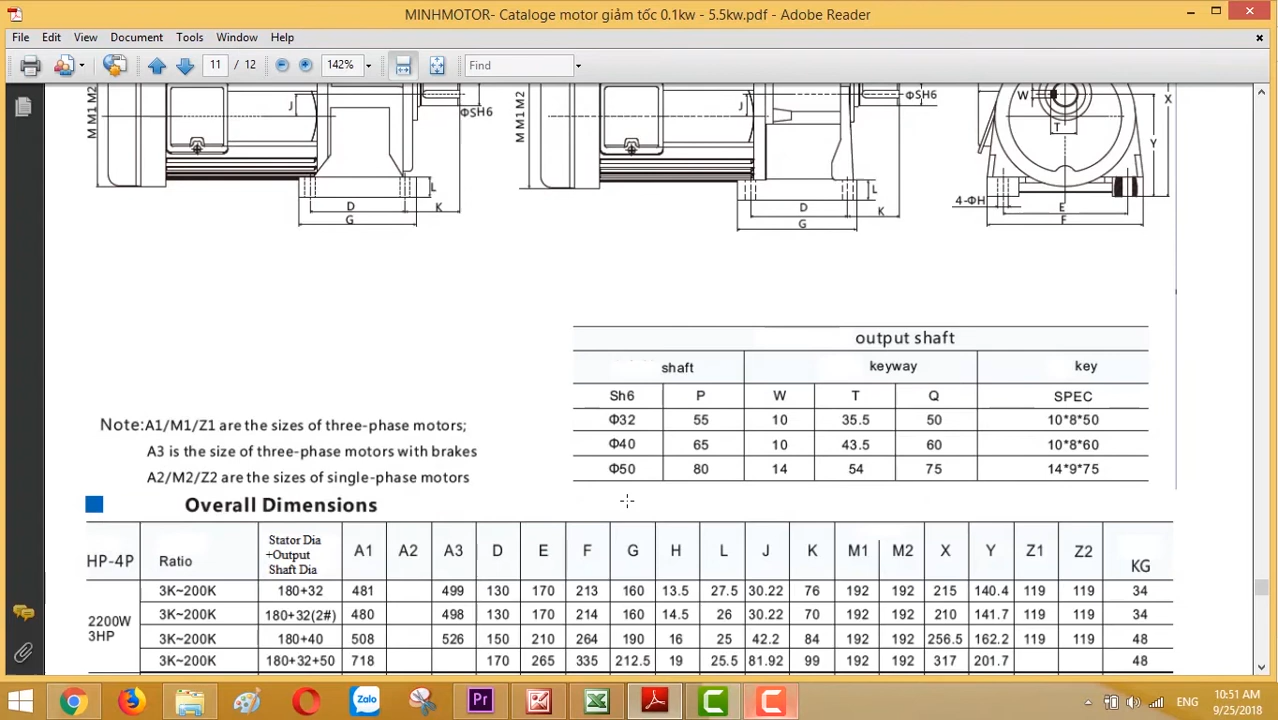 MINHMOTOR- Cataloge motor giảm tốc 0.1kw - 5.5kw.pdf - Adobe Reader
File Edit View Document Tools Window Help
11 / 12 142% Find
M M1 M2 J ΦSH6 L D K G
M M1 M2 J ΦSH6 L D K G
W T X Y 4-ΦH E F
output shaft
shaft keyway key
Sh6 P W T Q SPEC
Φ32 55 10 35.5 50 10*8*50
Φ40 65 10 43.5 60 10*8*60
Φ50 80 14 54 75 14*9*75
Note:A1/M1/Z1 are the sizes of three-phase motors;
A3 is the size of three-phase motors with brakes
A2/M2/Z2 are the sizes of single-phase motors
Overall Dimensions
HP-4P Ratio Stator Dia +Output Shaft Dia A1 A2 A3 D E F G H L J K M1 M2 X Y Z1 Z2 KG
2200W 3HP
3K~200K 180+32 481 499 130 170 213 160 13.5 27.5 30.22 76 192 192 215 140.4 119 119 34
3K~200K 180+32(2#) 480 498 130 170 214 160 14.5 26 30.22 70 192 192 210 141.7 119 119 34
3K~200K 180+40 508 526 150 210 264 190 16 25 42.2 84 192 192 256.5 162.2 119 119 48
3K~200K 180+32+50 718 170 265 335 212.5 19 25.5 81.92 99 192 192 317 201.7 48
Zalo Pr ENG 10:51 AM
9/25/2018